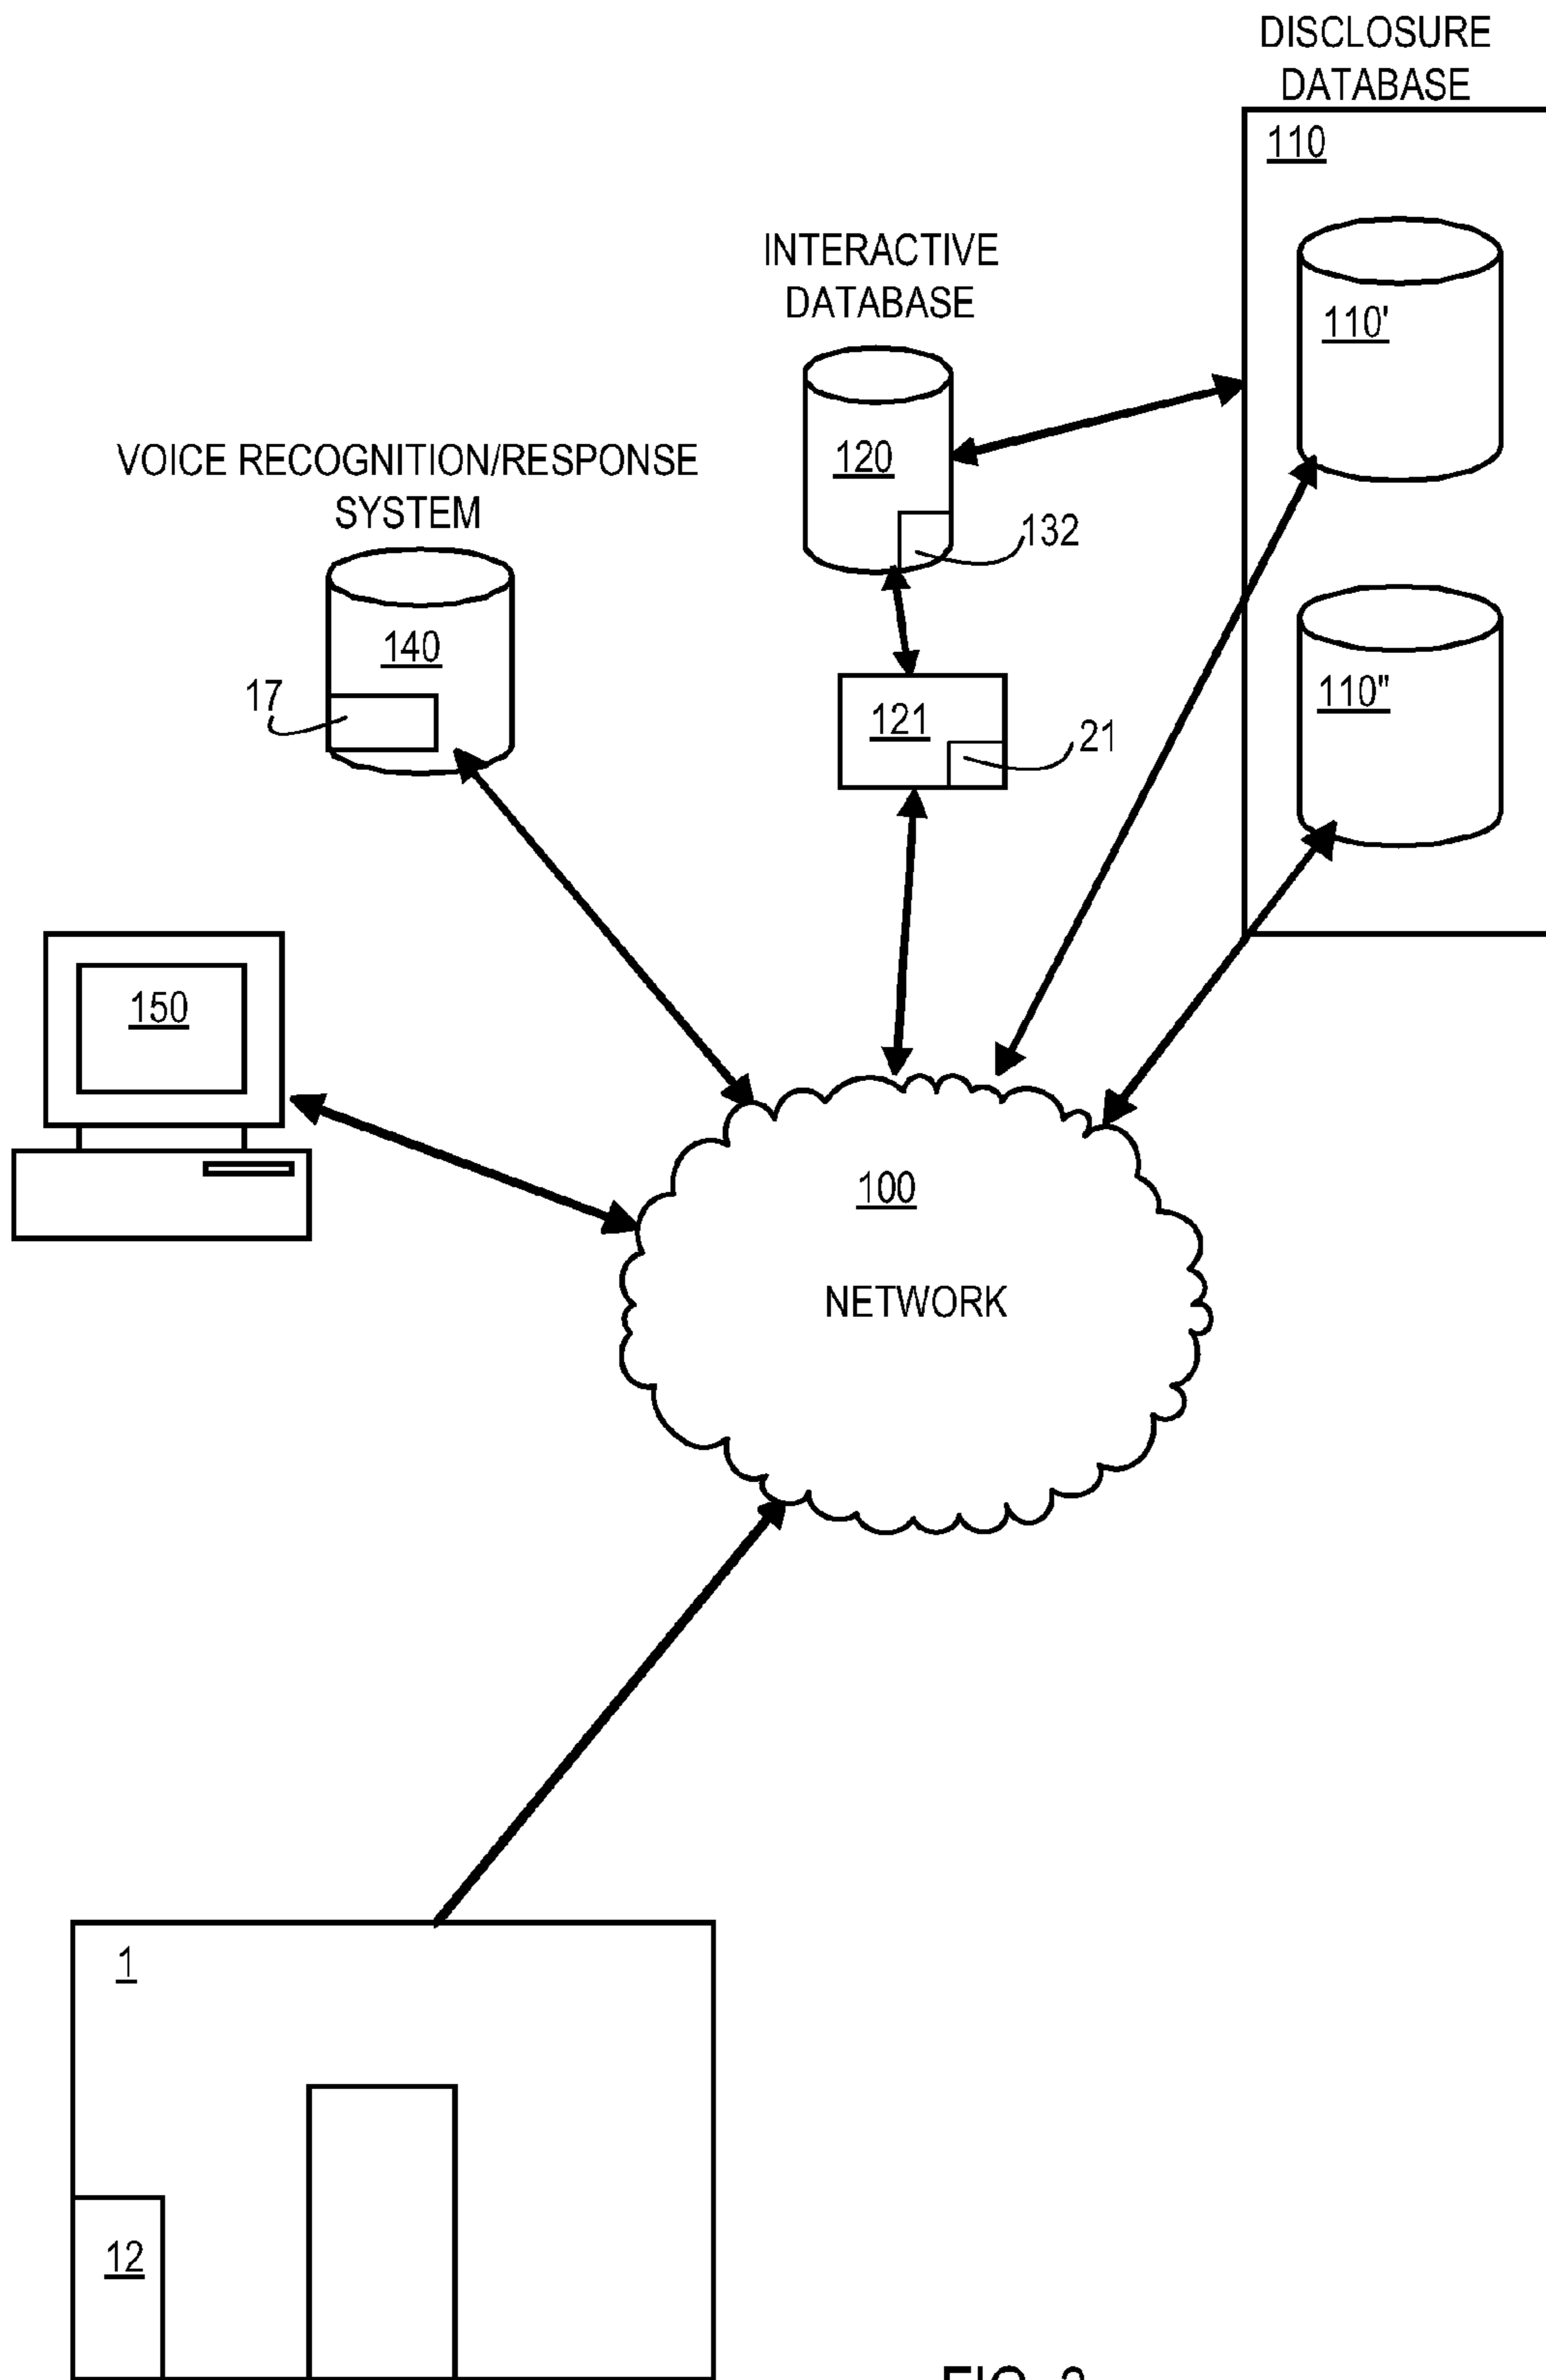 DISCLOSURE
DATABASE
110
INTERACTIVE
DATABASE
110'
VOICE RECOGNITION/RESPONSE
SYSTEM
120
132
140
17
110"
121
21
150
100
NETWORK
1
12
FIG.